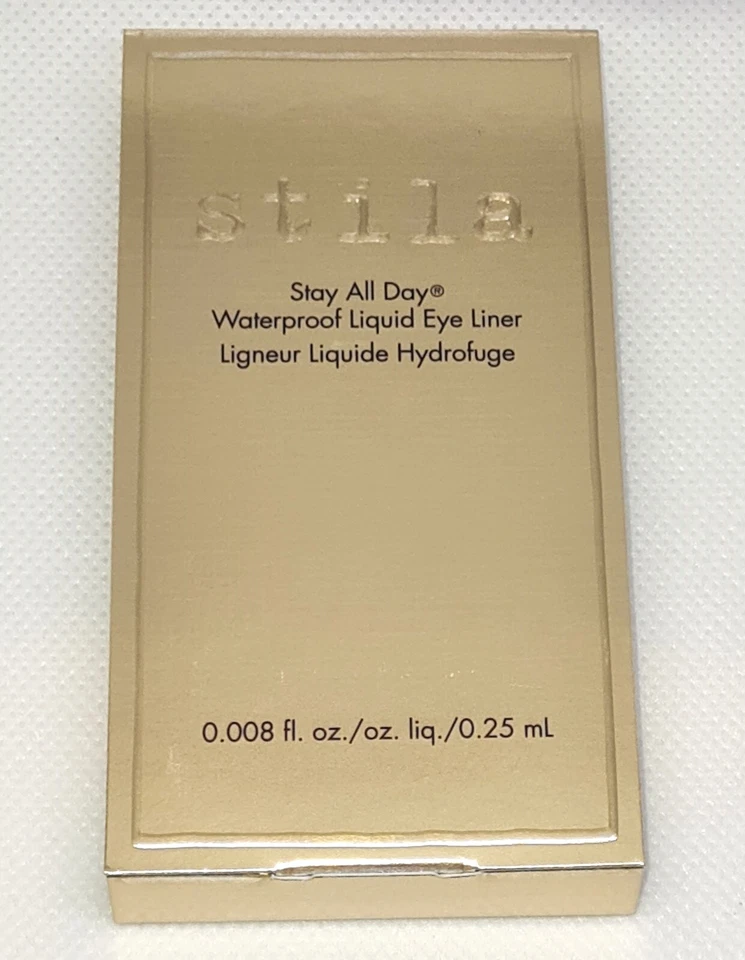 stila
Stay All Day®
Waterproof Liquid Eye Liner
Ligneur Liquide Hydrofuge
0.008 fl. oz./oz. liq./0.25 mL